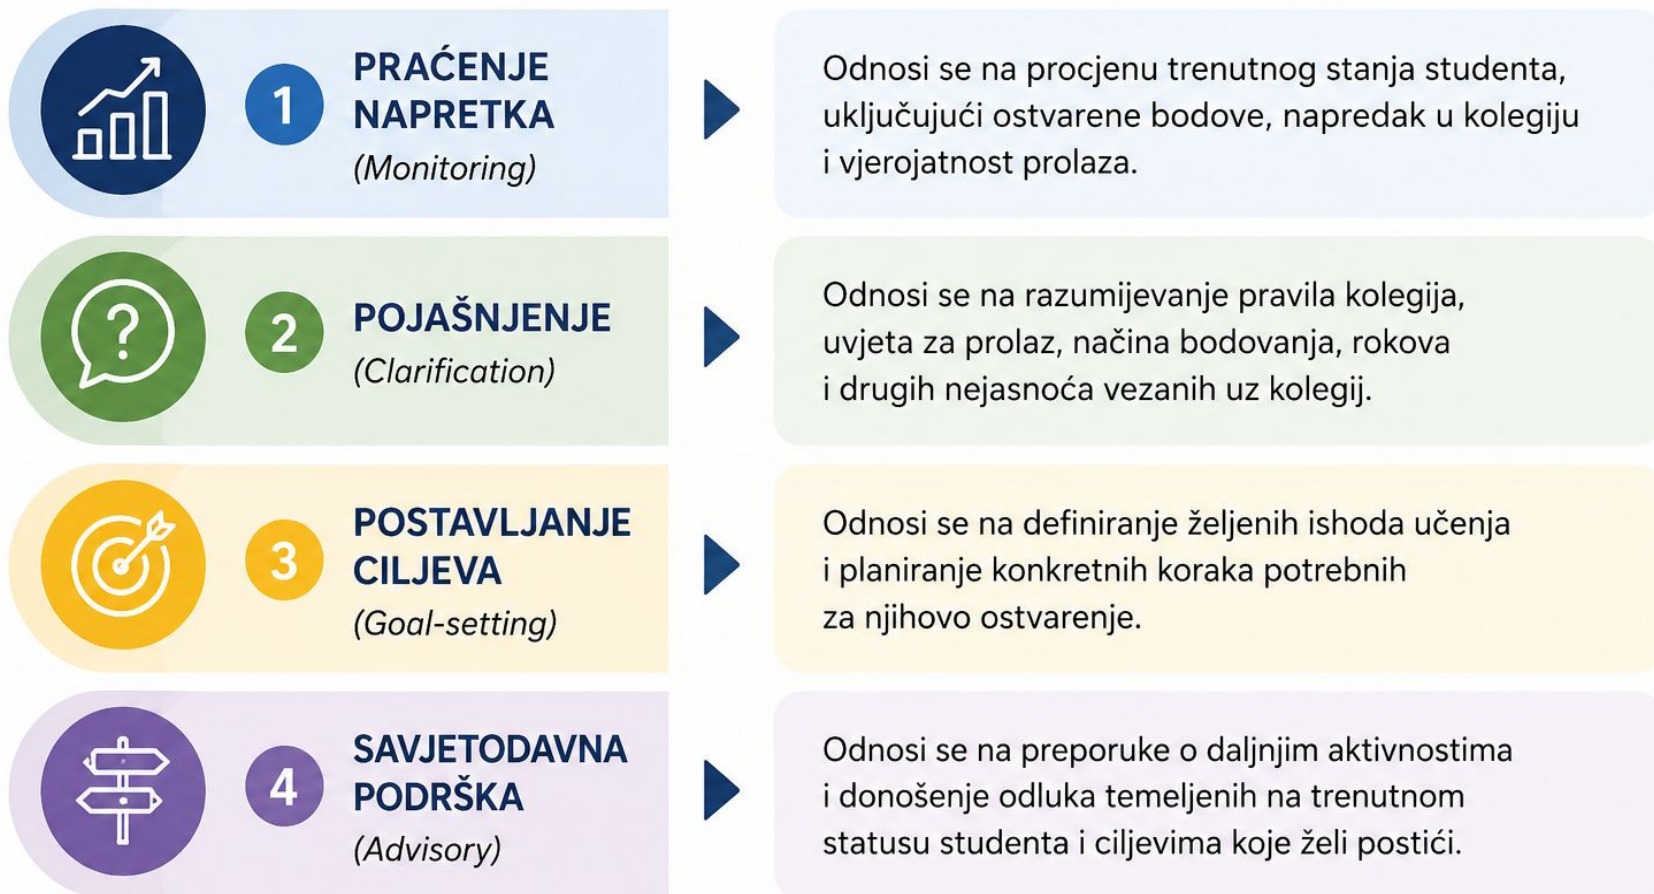 1
PRAĆENJE
NAPRETKA
(Monitoring)
Odnosi se na procjenu trenutnog stanja studenta,
uključujući ostvarene bodove, napredak u kolegiju
i vjerojatnost prolaza.
?
2
POJAŠNJENJE
(Clarification)
Odnosi se na razumijevanje pravila kolegija,
uvjeta za prolaz, načina bodovanja, rokova
i drugih nejasnoća vezanih uz kolegij.
3
POSTAVLJANJE
CILJEVA
(Goal-setting)
Odnosi se na definiranje željenih ishoda učenja
i planiranje konkretnih koraka potrebnih
za njihovo ostvarenje.
4
SAVJETODAVNA
PODRŠKA
(Advisory)
Odnosi se na preporuke o daljnjim aktivnostima
i donošenje odluka temeljenih na trenutnom
statusu studenta i ciljevima koje želi postići.